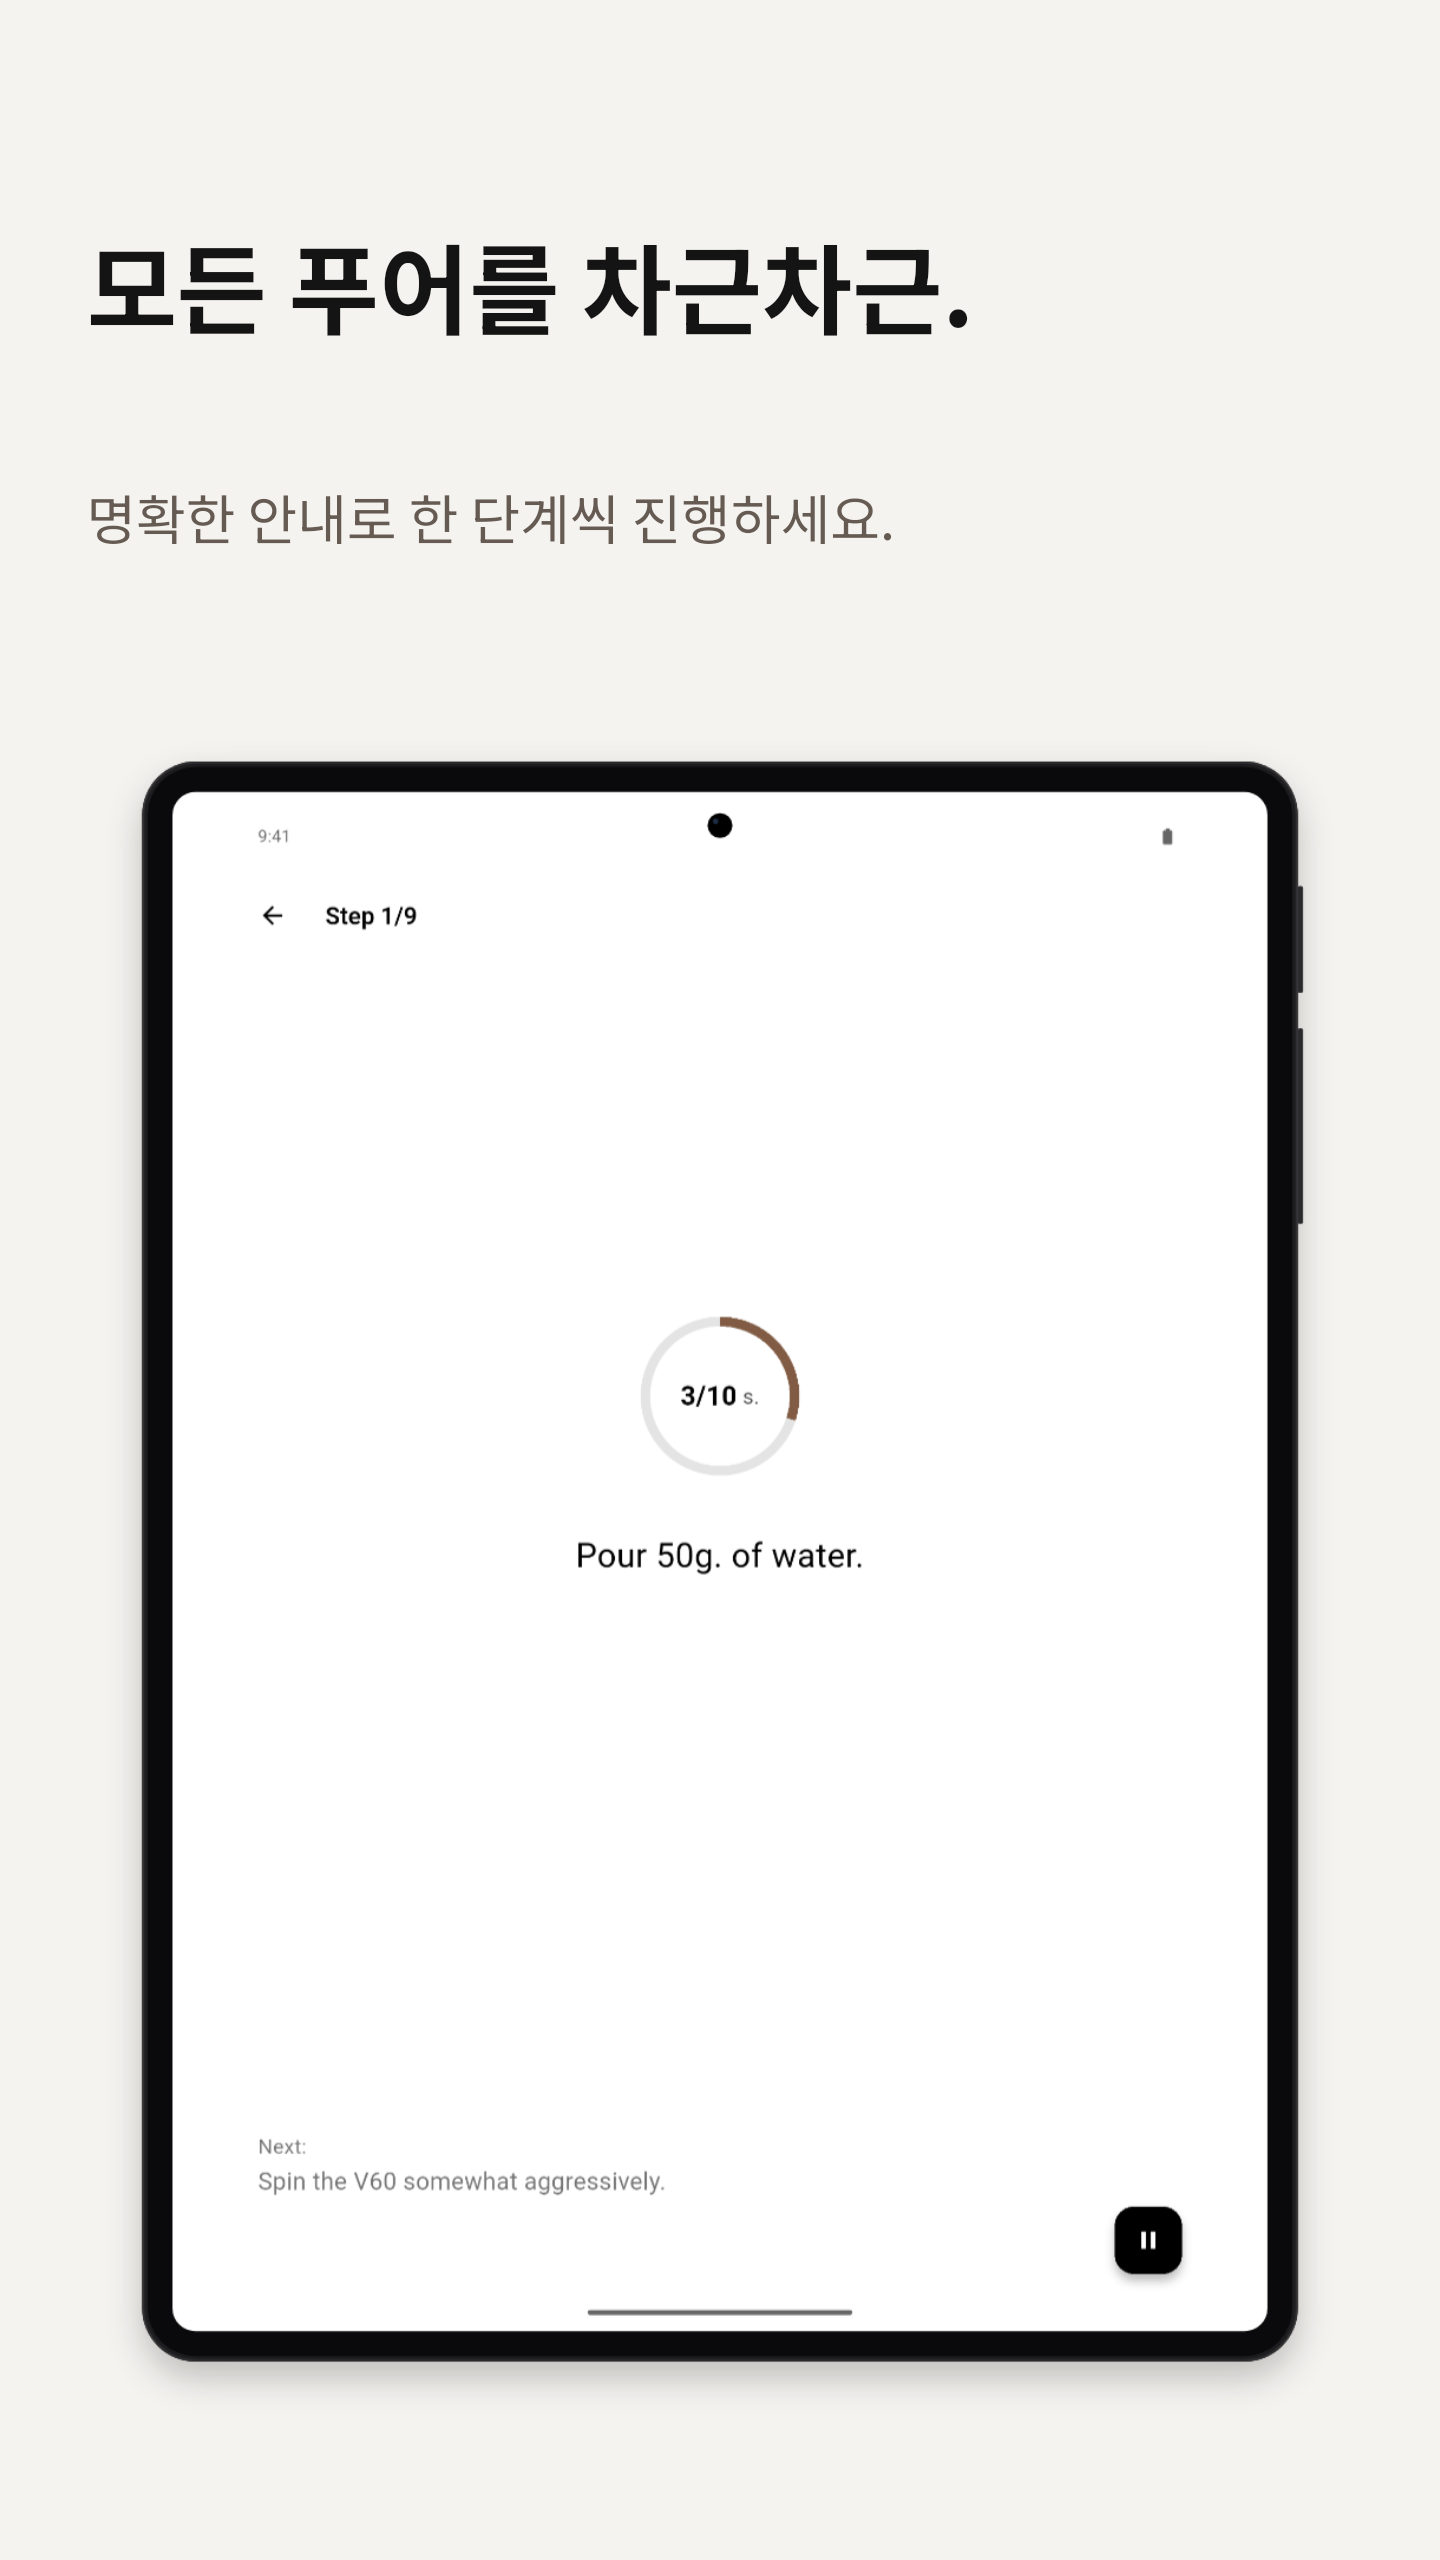 모든 푸어를 차근차근.
명확한 안내로 한 단계씩 진행하세요.
9:41
Step 1/9
3/10 s.
Pour 50g. of water.
Next:
Spin the V60 somewhat aggressively.